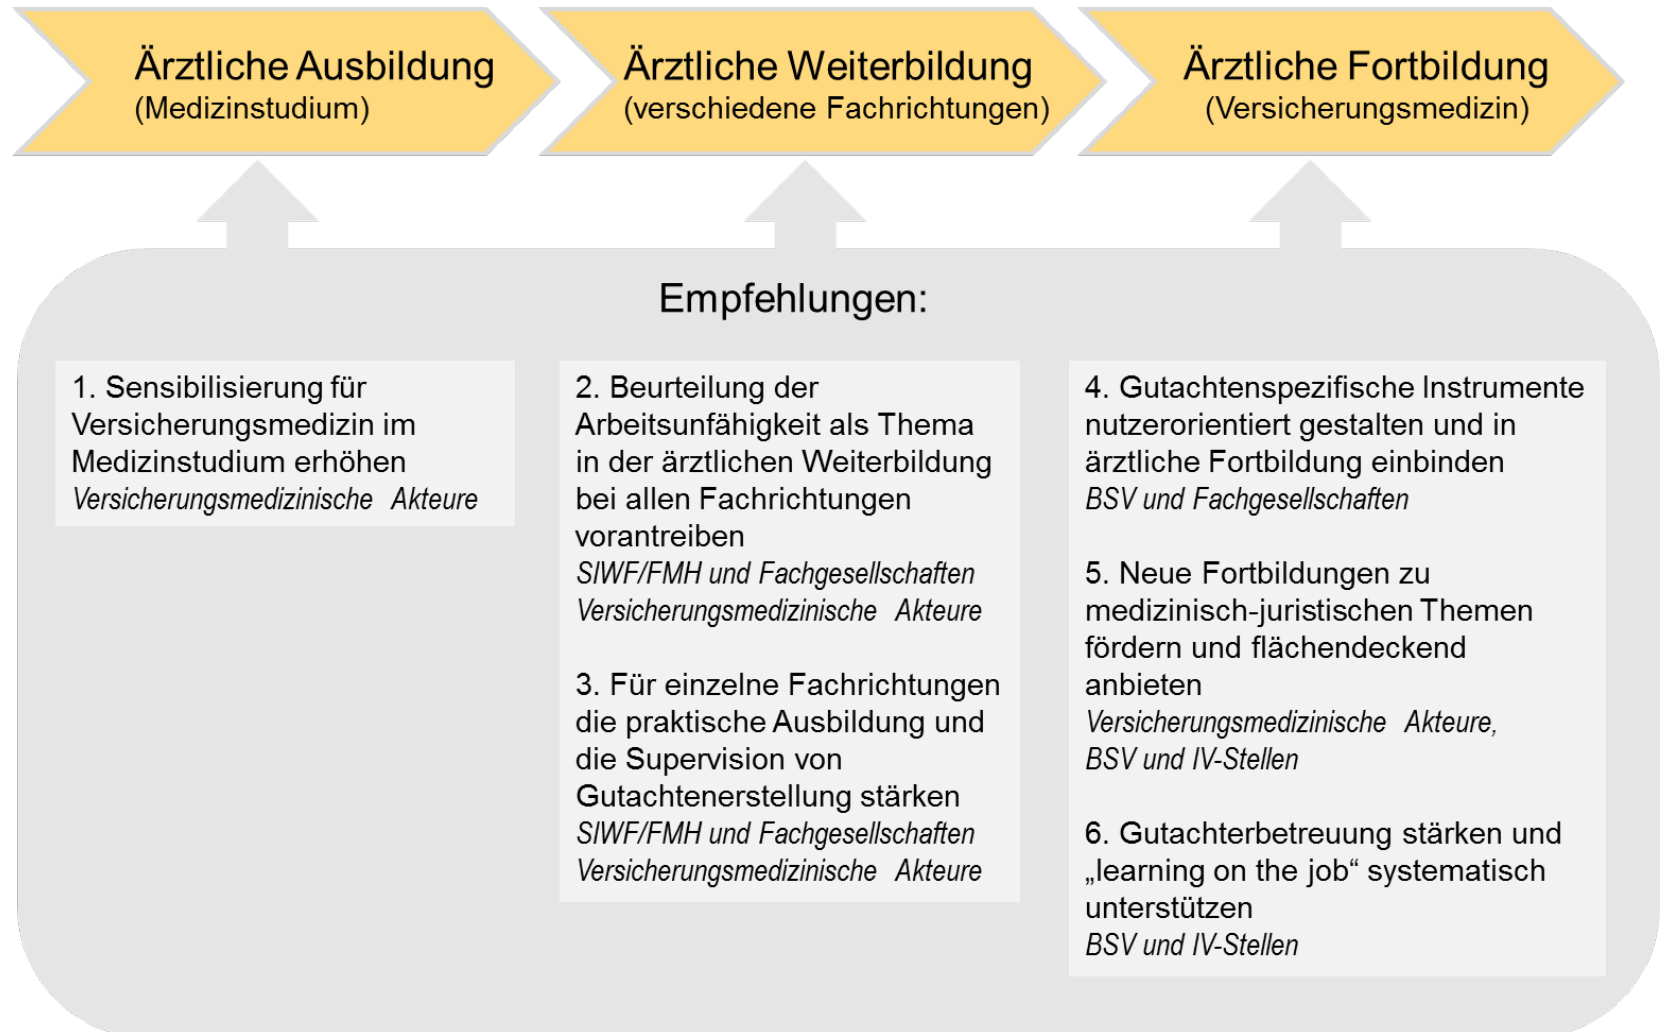 Ärztliche Ausbildung
(Medizinstudium)
Ärztliche Weiterbildung
(verschiedene Fachrichtungen)
Ärztliche Fortbildung
(Versicherungsmedizin)
Empfehlungen:
1. Sensibilisierung für
Versicherungsmedizin im
Medizinstudium erhöhen
Versicherungsmedizinische Akteure
2. Beurteilung der
Arbeitsunfähigkeit als Thema
in der ärztlichen Weiterbildung
bei allen Fachrichtungen
vorantreiben
SIWF/FMH und Fachgesellschaften
Versicherungsmedizinische Akteure
3. Für einzelne Fachrichtungen
die praktische Ausbildung und
die Supervision von
Gutachtenerstellung stärken
SIWF/FMH und Fachgesellschaften
Versicherungsmedizinische Akteure
4. Gutachtenspezifische Instrumente
nutzerorientiert gestalten und in
ärztliche Fortbildung einbinden
BSV und Fachgesellschaften
5. Neue Fortbildungen zu
medizinisch-juristischen Themen
fördern und flächendeckend
anbieten
Versicherungsmedizinische Akteure,
BSV und IV-Stellen
6. Gutachterbetreuung stärken und
„learning on the job“ systematisch
unterstützen
BSV und IV-Stellen